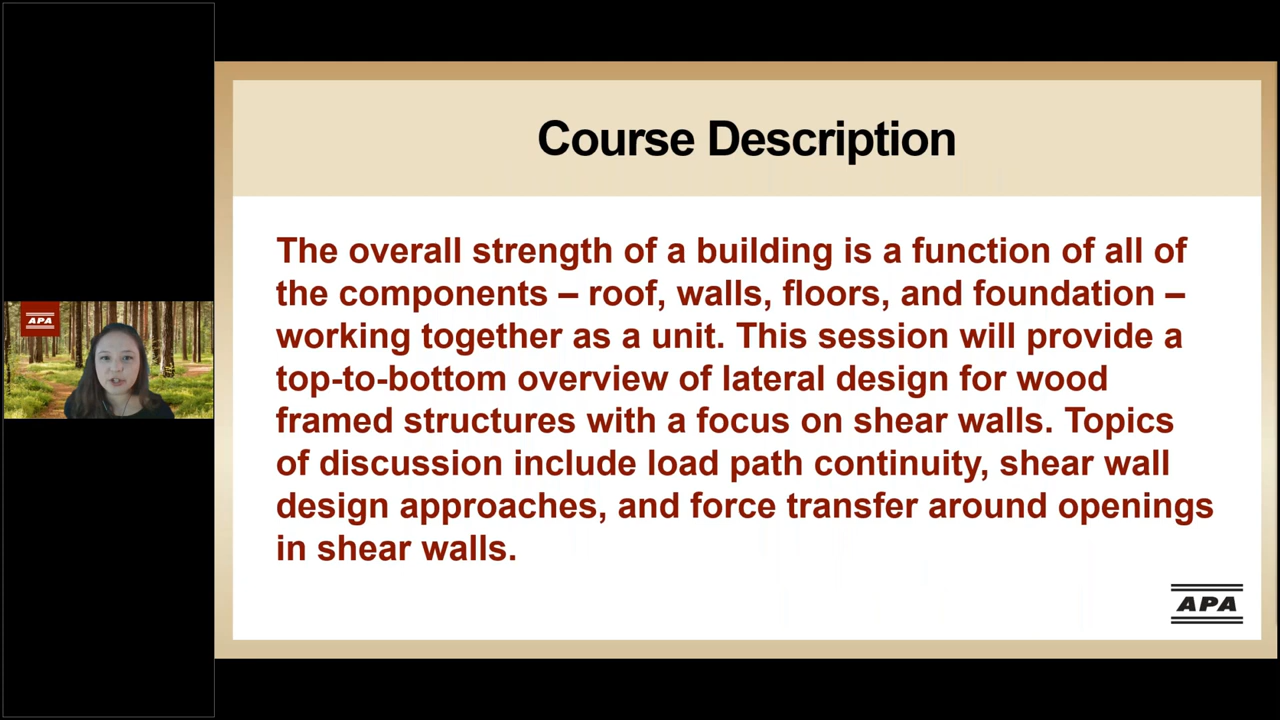 Course Description
The overall strength of a building is a function of all of
the components – roof, walls, floors, and foundation –
working together as a unit. This session will provide a
top-to-bottom overview of lateral design for wood
framed structures with a focus on shear walls. Topics
of discussion include load path continuity, shear wall
design approaches, and force transfer around openings
in shear walls.
APA
APA